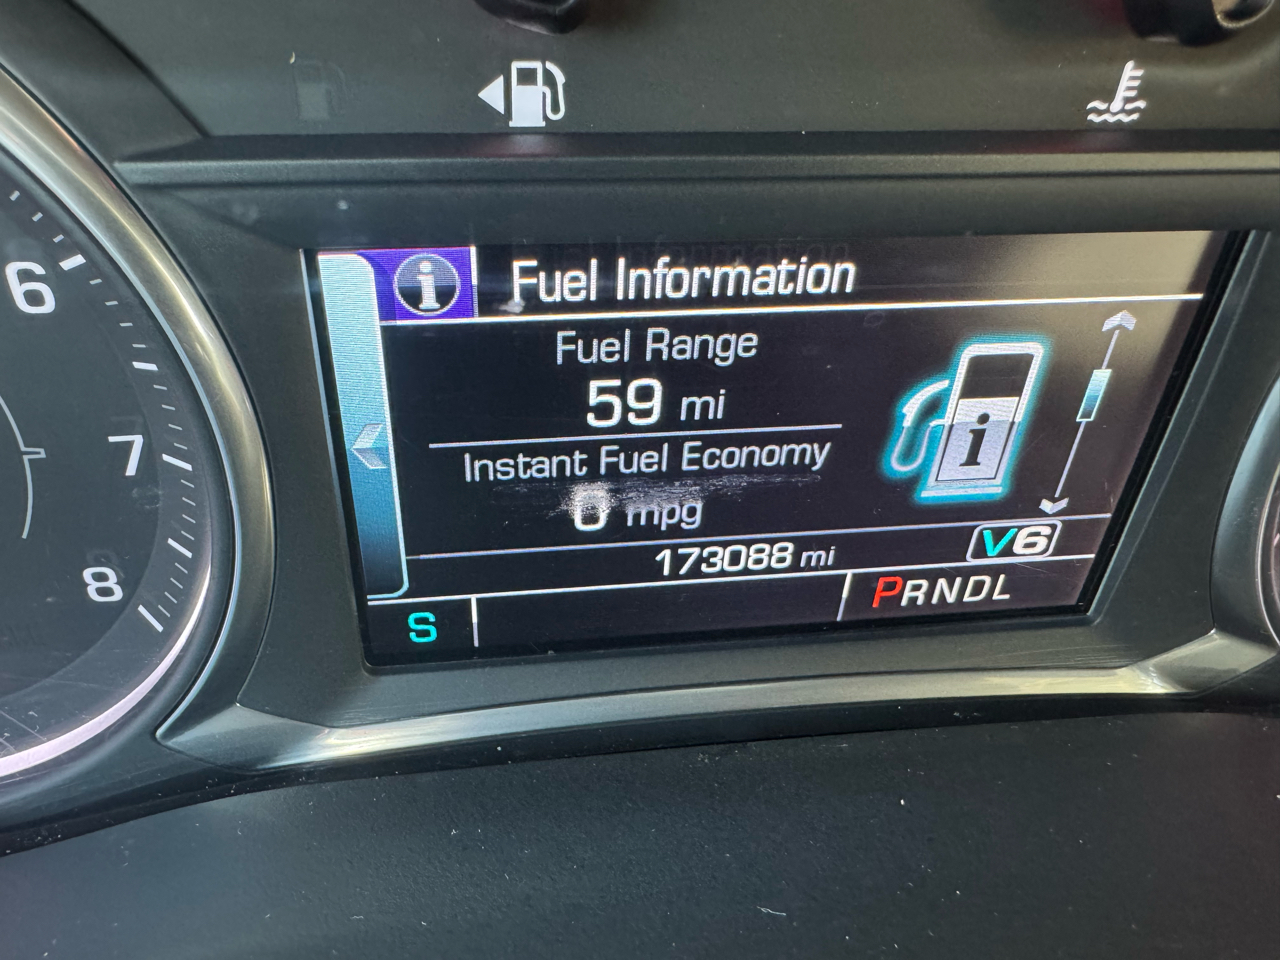 6
7
8
i
Fuel Information
Fuel Range
59 mi
i
Instant Fuel Economy
0 mpg
173088 mi
V6
S
PRNDL